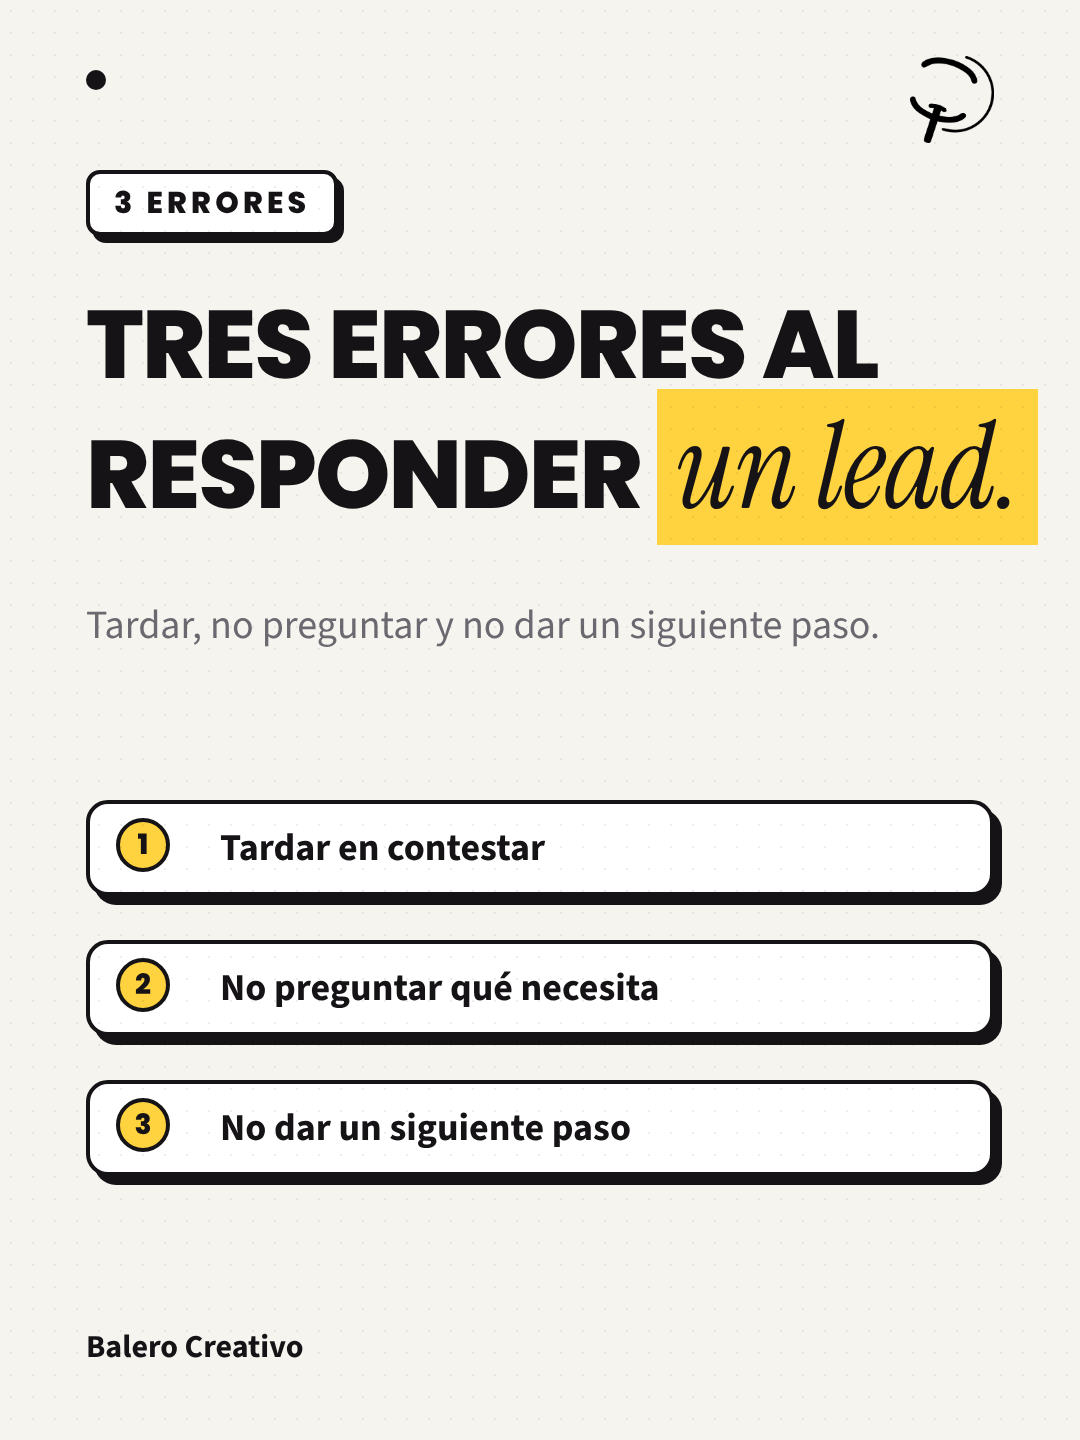 3 ERRORES
TRES ERRORES AL
RESPONDER un lead.
Tardar, no preguntar y no dar un siguiente paso.
1 Tardar en contestar
2 No preguntar qué necesita
3 No dar un siguiente paso
Balero Creativo